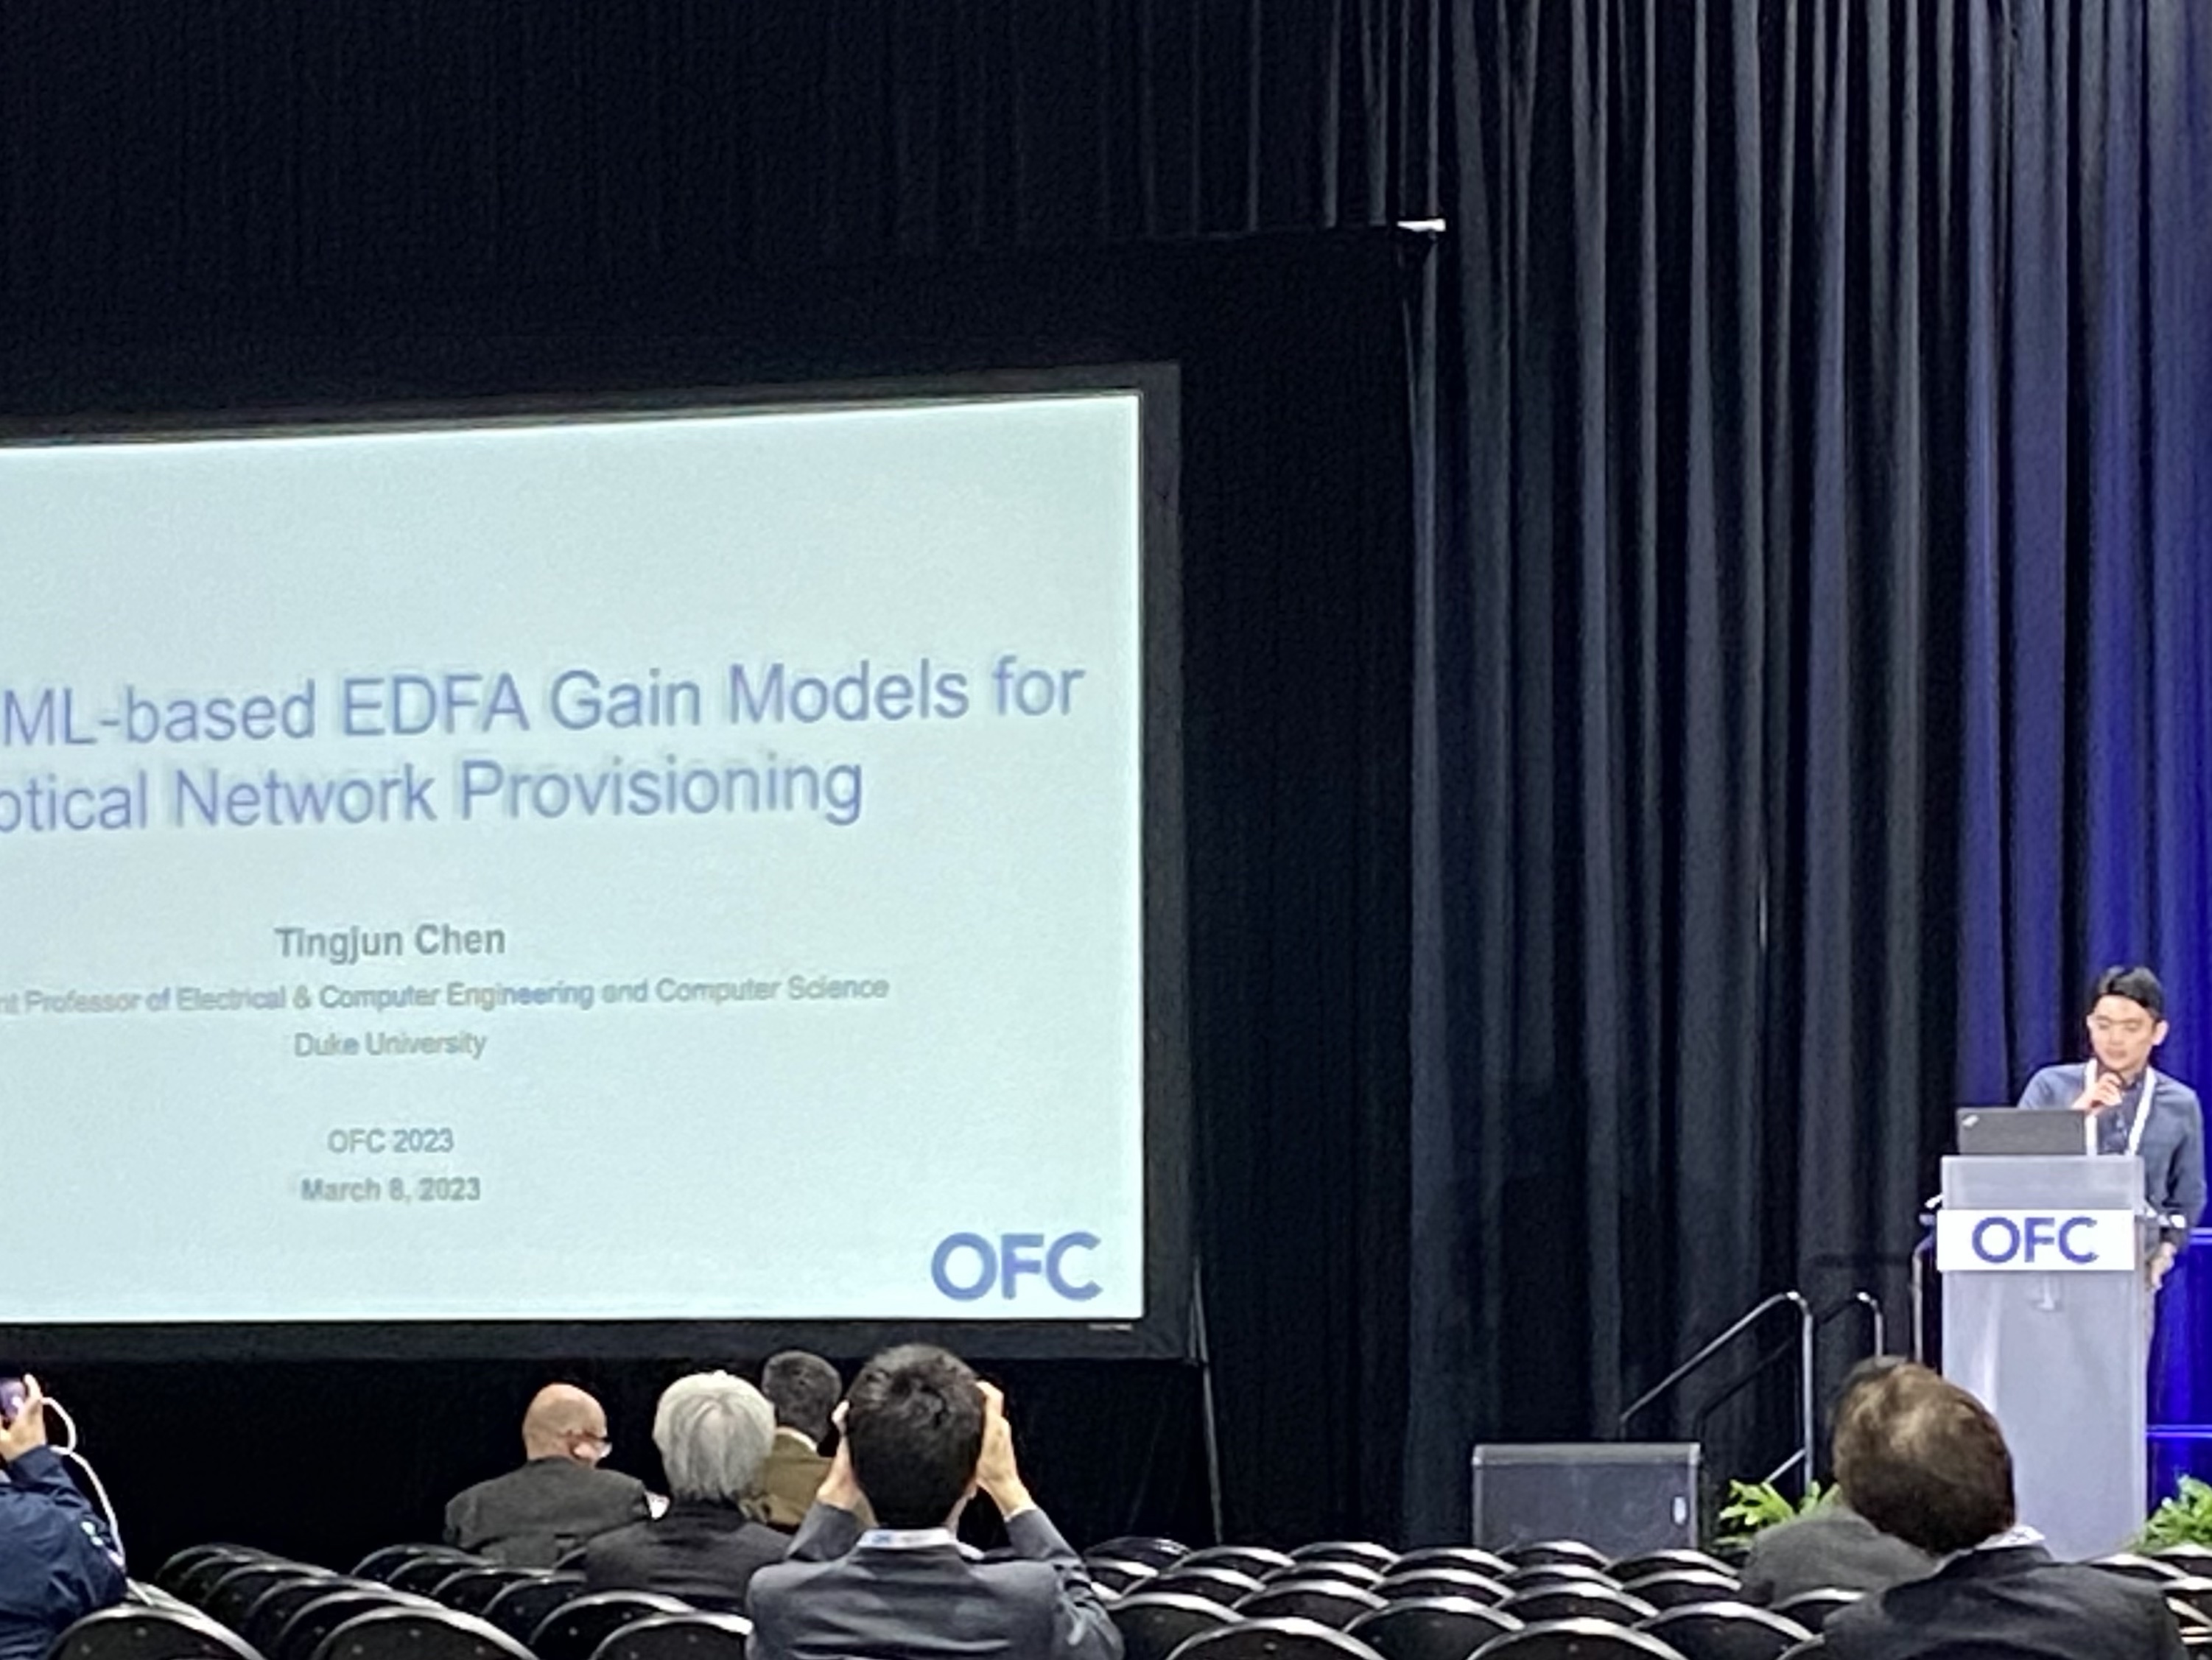 ML-based EDFA Gain Models for
ptical Network Provisioning
Tingjun Chen
nt Professor of Electrical & Computer Engineering and Computer Science
Duke University
OFC 2023
March 8, 2023
OFC
OFC